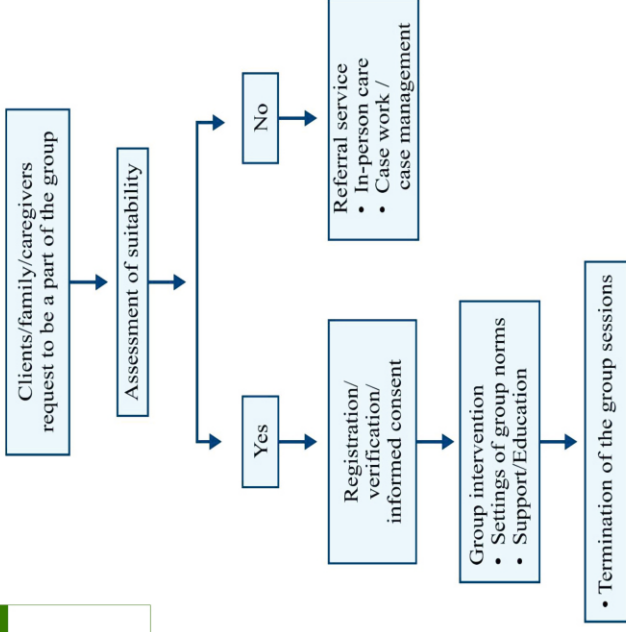 Clients/family/caregivers
request to be a part of the group
Assessment of suitability
Yes
No
Registration/
verification/
informed consent
Referral service
• In-person care
• Case work /
case management
Group intervention
• Settings of group norms
• Support/Education
• Termination of the group sessions